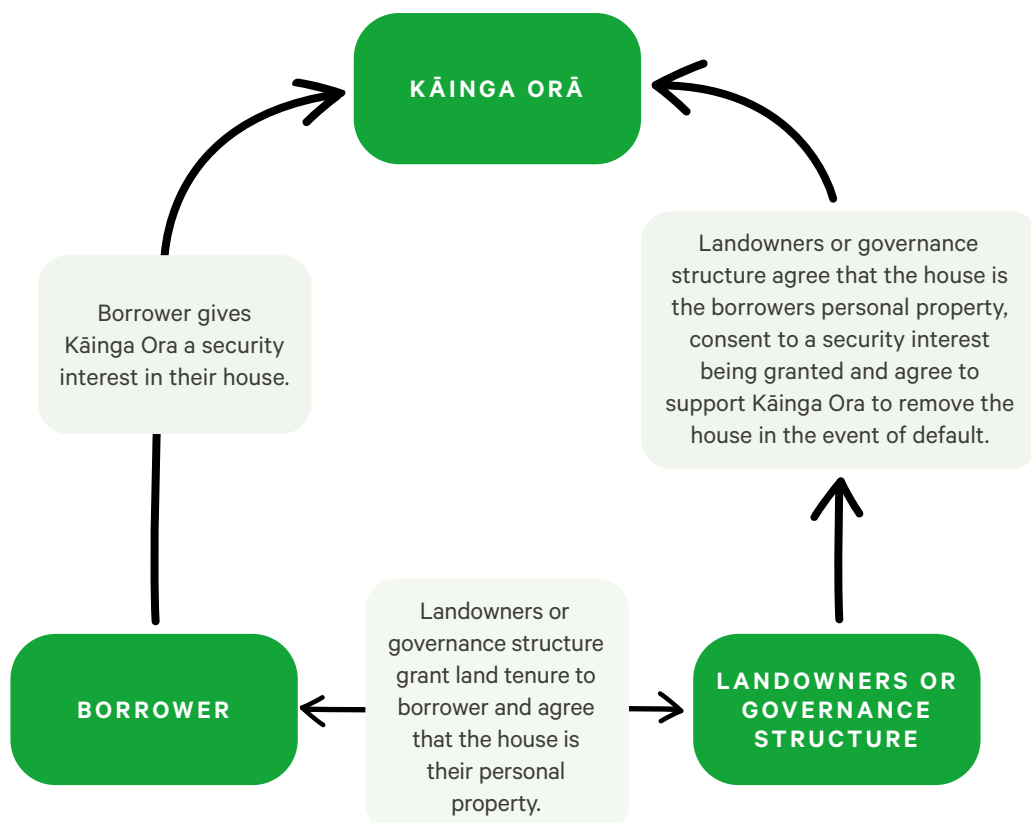 KĀINGA ORĀ
Landowners or governance
structure agree that the house is
the borrowers personal property,
consent to a security interest
being granted and agree to
support Kāinga Ora to remove the
house in the event of default.
Borrower gives
Kāinga Ora a security
interest in their house.
Landowners or
governance structure
grant land tenure to
borrower and agree
that the house is
their personal
property.
BORROWER
LANDOWNERS OR
GOVERNANCE
STRUCTURE